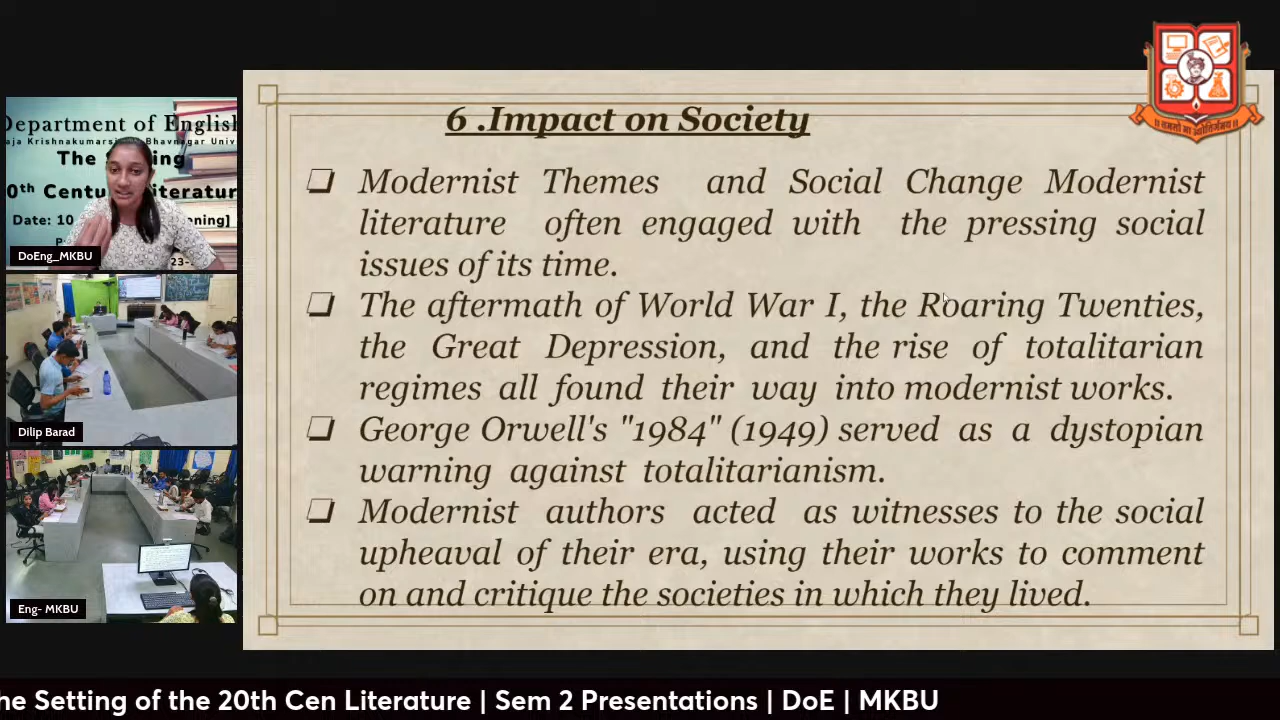 Department of English
The
Date: 10
DoEng_MKBU
Dilip Barad
Eng- MKBU
6 .Impact on Society
❑ Modernist Themes and Social Change Modernist
literature often engaged with the pressing social
issues of its time.
❑ The aftermath of World War I, the Roaring Twenties,
the Great Depression, and the rise of totalitarian
regimes all found their way into modernist works.
❑ George Orwell's "1984" (1949) served as a dystopian
warning against totalitarianism.
❑ Modernist authors acted as witnesses to the social
upheaval of their era, using their works to comment
on and critique the societies in which they lived.
he Setting of the 20th Cen Literature | Sem 2 Presentations | DoE | MKBU